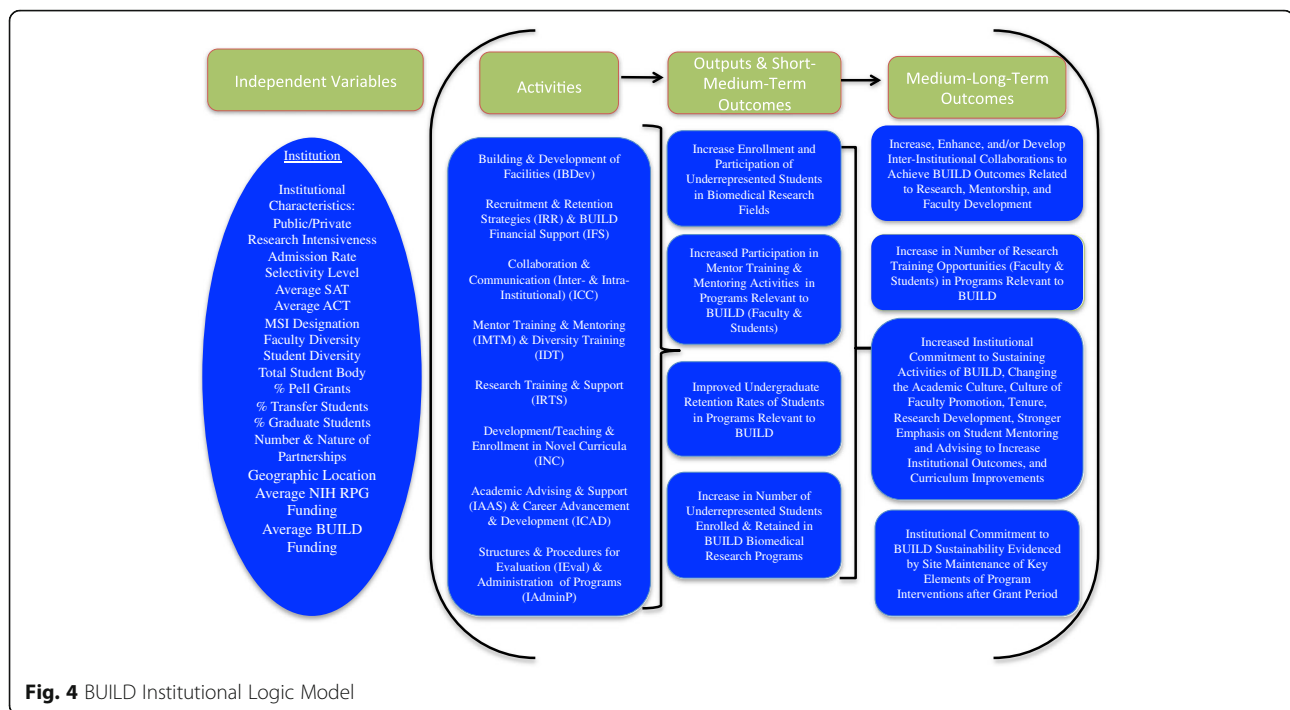 Independent Variables
Institution
Institutional
Characteristics:
Public/Private
Research Intensiveness
Admission Rate
Selectivity Level
Average SAT
Average ACT
MSI Designation
Faculty Diversity
Student Diversity
Total Student Body
% Pell Grants
% Transfer Students
% Graduate Students
Number & Nature of
Partnerships
Geographic Location
Average NIH RPG
Funding
Average BUILD
Funding
Activities
Building & Development of
Facilities (IBDev)
Recruitment & Retention
Strategies (IRR) & BUILD
Financial Support (IFS)
Collaboration &
Communication (Inter- & Intra-
Institutional) (ICC)
Mentor Training & Mentoring
(IMTM) & Diversity Training
(IDT)
Research Training & Support
(IRTS)
Development/Teaching &
Enrollment in Novel Curricula
(INC)
Academic Advising & Support
(IAAS) & Career Advancement
& Development (ICAD)
Structures & Procedures for
Evaluation (IEval) &
Administration of Programs
(IAdminP)
Outputs & Short-
Medium-Term
Outcomes
Increase Enrollment and
Participation of
Underrepresented Students
in Biomedical Research
Fields
Increased Participation in
Mentor Training &
Mentoring Activities in
Programs Relevant to
BUILD (Faculty &
Students)
Improved Undergraduate
Retention Rates of Students
in Programs Relevant to
BUILD
Increase in Number of
Underrepresented Students
Enrolled & Retained in
BUILD Biomedical
Research Programs
Medium-Long-Term
Outcomes
Increase, Enhance, and/or Develop
Inter-Institutional Collaborations to
Achieve BUILD Outcomes Related
to Research, Mentorship, and
Faculty Development
Increase in Number of Research
Training Opportunities (Faculty &
Students) in Programs Relevant to
BUILD
Increased Institutional
Commitment to Sustaining
Activities of BUILD, Changing
the Academic Culture, Culture of
Faculty Promotion, Tenure,
Research Development, Stronger
Emphasis on Student Mentoring
and Advising to Increase
Institutional Outcomes, and
Curriculum Improvements
Institutional Commitment to
BUILD Sustainability Evidenced
by Site Maintenance of Key
Elements of Program
Interventions after Grant Period
Fig. 4 BUILD Institutional Logic Model